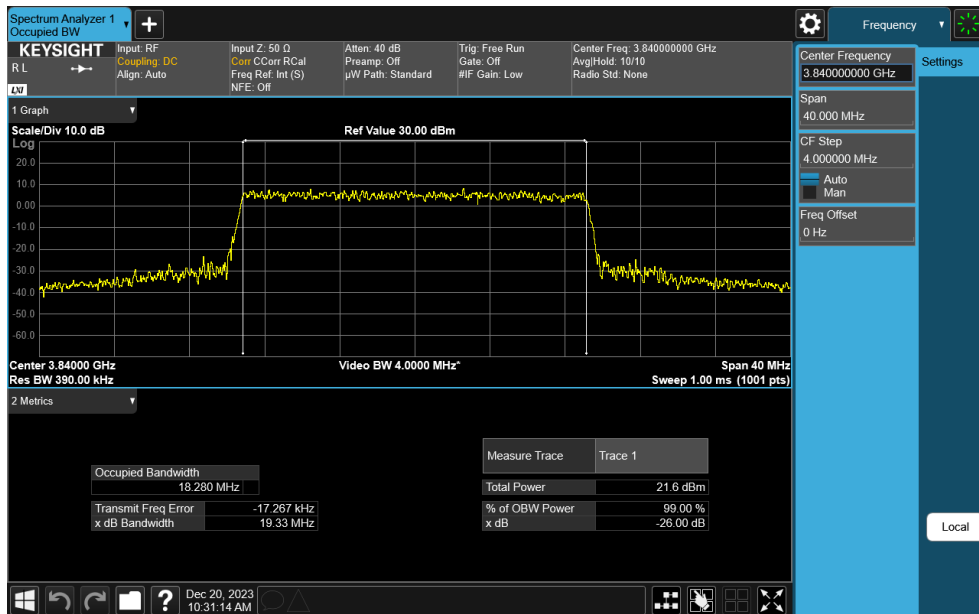 Spectrum Analyzer 1
Occupied BW
Frequency
KEYSIGHT
R L
LXI
Input: RF
Coupling: DC
Align: Auto
Input Z: 50 Ω
Corr CCorr RCal
Freq Ref: Int (S)
NFE: Off
Atten: 40 dB
Preamp: Off
µW Path: Standard
Trig: Free Run
Gate: Off
#IF Gain: Low
Center Freq: 3.840000000 GHz
Avg|Hold: 10/10
Radio Std: None
Center Frequency
3.840000000 GHz
Settings
Span
40.000 MHz
CF Step
4.000000 MHz
Auto
Man
Freq Offset
0 Hz
1 Graph
Scale/Div 10.0 dB
Ref Value 30.00 dBm
Log
20.0
10.0
0.00
-10.0
-20.0
-30.0
-40.0
-50.0
-60.0
Center 3.84000 GHz
Video BW 4.0000 MHz*
Span 40 MHz
Res BW 390.00 kHz
Sweep 1.00 ms (1001 pts)
2 Metrics
Measure Trace
Trace 1
Occupied Bandwidth
18.280 MHz
Total Power
21.6 dBm
Transmit Freq Error
-17.267 kHz
% of OBW Power
99.00 %
x dB Bandwidth
19.33 MHz
x dB
-26.00 dB
Local
?
Dec 20, 2023
10:31:14 AM